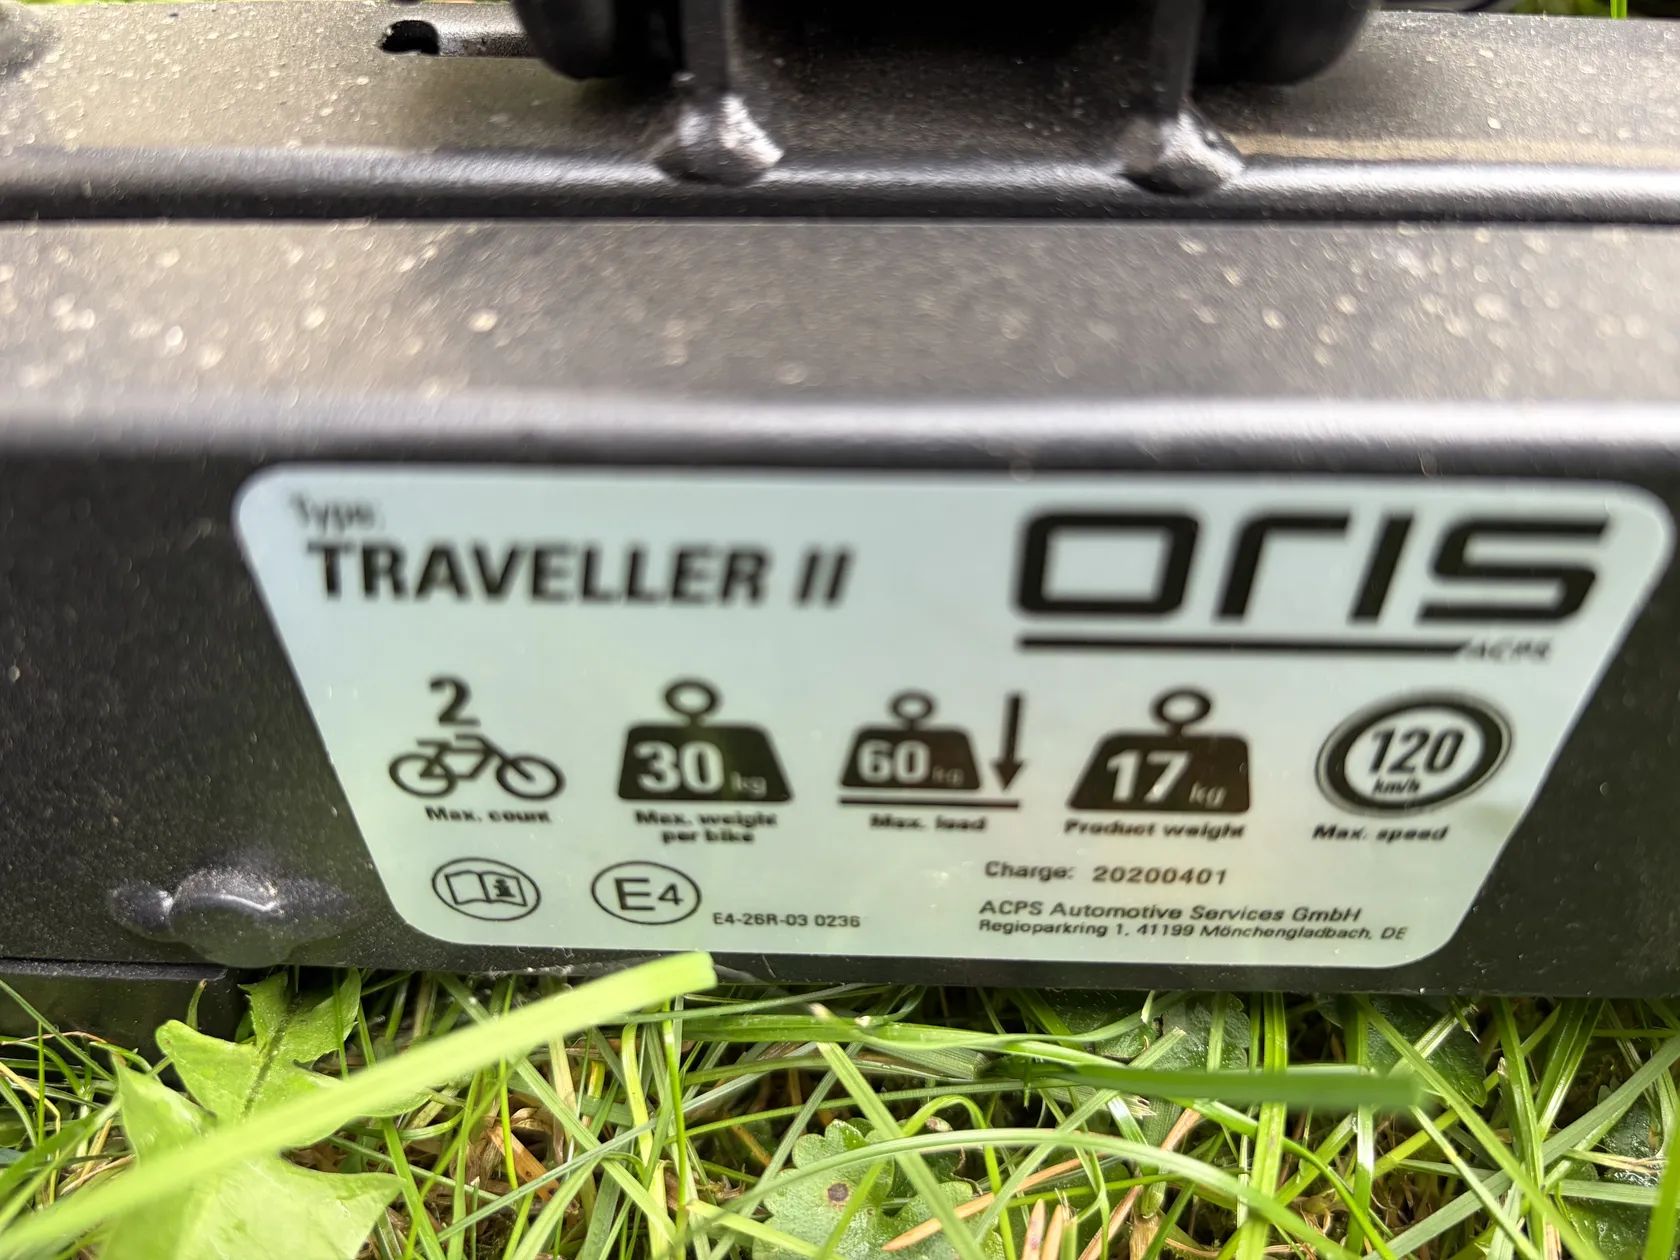 Type:
TRAVELLER II
oris
ACPS
2
Max. count
30 kg
Max. weight
per bike
60 kg
Max. load
17 kg
Product weight
120
km/h
Max. speed
i
E4
E4-26R-03 0236
Charge: 20200401
ACPS Automotive Services GmbH
Regioparkring 1, 41199 Mönchengladbach, DE